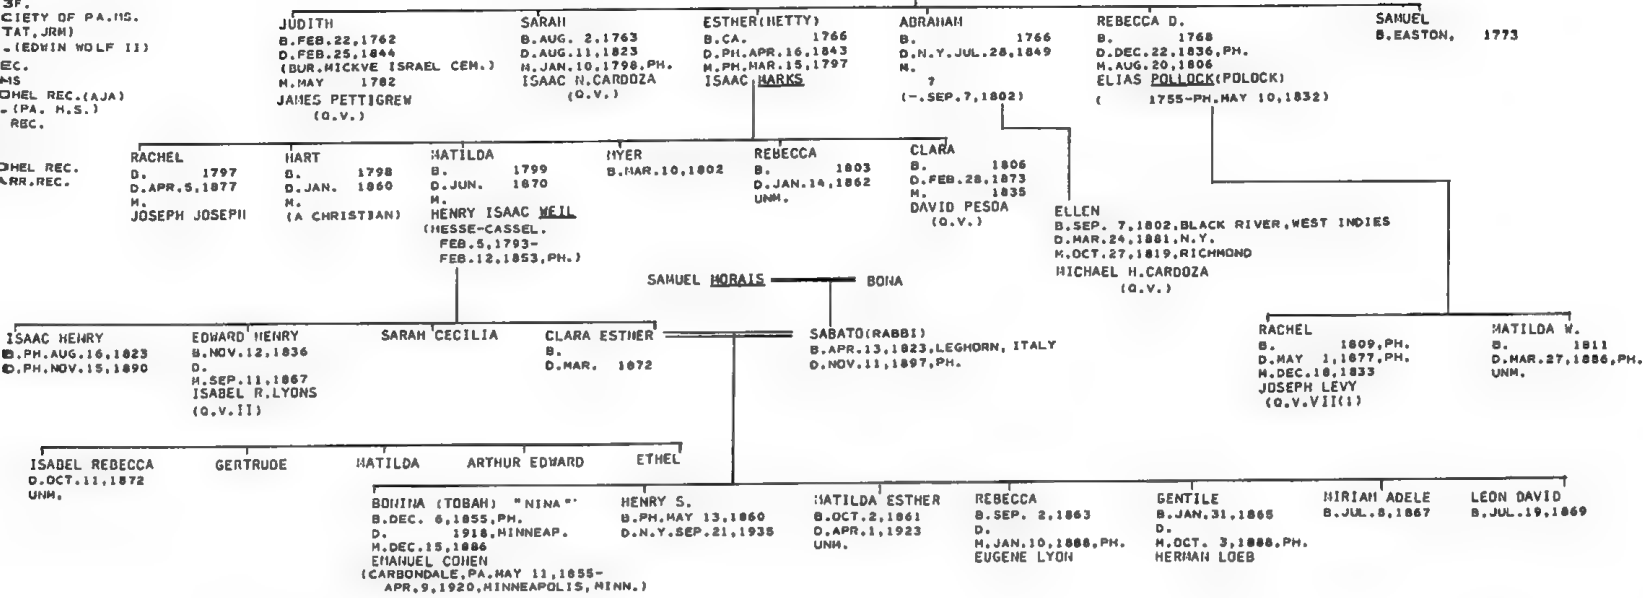 3F.
CIETY OF PA.MS.
TAT, JRM)
- (EDWIN WOLF II)
EC.
MS
OHEL REC.(AJA)
- (PA. H.S.)
REC.
OHEL REC.
ARR.REC.
JUDITH
B.FEB.22,1762
D.FEB.25,1844
(BUR.MICKVE ISRAEL CEM.)
M.MAY 1782
JAMES PETTIGREW
(Q.V.)
SARAH
B.AUG. 2,1763
D.AUG.11,1823
M.JAN.10,1798,PH.
ISAAC N.CARDOZA
(Q.V.)
ESTHER(HETTY)
B.CA. 1766
D.PH.APR.16,1843
M.PH.MAR.15,1797
ISAAC MARKS
ABRAHAM
B. 1766
D.N.Y.JUL.28,1849
M.
?
(-.SEP.7,1802)
REBECCA D.
B. 1768
D.DEC.22,1836,PH.
M.AUG.20,1806
ELIAS POLLOCK(POLOCK)
( 1755-PH.MAY 10,1832)
SAMUEL
B.EASTON, 1773
RACHEL
B. 1797
D.APR.5,1877
M.
JOSEPH JOSEPH
HART
B. 1798
D.JAN. 1860
M.
(A CHRISTIAN)
MATILDA
B. 1799
D.JUN. 1870
M.
HENRY ISAAC WEIL
(HESSE-CASSEL.
FEB.5,1793-
FEB.12,1853,PH.)
MYER
B.MAR.10,1802
REBECCA
B. 1803
D.JAN.14,1862
UNM.
CLARA
B. 1806
D.FEB.28,1873
M. 1835
DAVID PESOA
(Q.V.)
ELLEN
B.SEP. 7,1802,BLACK RIVER,WEST INDIES
D.MAR.24,1881,N.Y.
M.OCT.27,1819,RICHMOND
MICHAEL H.CARDOZA
(Q.V.)
SAMUEL MORAIS
BONA
ISAAC HENRY
B.PH.AUG.16,1823
D.PH.NOV.15,1890
EDWARD HENRY
B.NOV.12,1836
D.
M.SEP.11,1867
ISABEL R.LYONS
(Q.V.II)
SARAH CECILIA
CLARA ESTHER
B.
D.MAR. 1872
SABATO(RABBI)
B.APR.13,1823,LEGHORN, ITALY
D.NOV.11,1897,PH.
RACHEL
B. 1809,PH.
D.MAY 1,1877,PH.
M.DEC.18,1833
JOSEPH LEVY
(Q.V.VII(1)
MATILDA W.
B. 1811
D.MAR.27,1886,PH.
UNM.
ISABEL REBECCA
D.OCT.11,1872
UNM.
GERTRUDE
MATILDA
ARTHUR EDWARD
ETHEL
BONINA (TOBAH) "NINA"
B.DEC. 6,1855,PH.
D. 1918,MINNEAP.
M.DEC.15,1886
EMANUEL COHEN
(CARBONDALE,PA.MAY 11,1855-
APR.9,1920,MINNEAPOLIS,MINN.)
HENRY S.
B.PH.MAY 13,1860
D.N.Y.SEP.21,1935
MATILDA ESTHER
B.OCT.2,1861
D.APR.1,1923
UNM.
REBECCA
B.SEP. 2,1863
D.
M.JAN.10,1888,PH.
EUGENE LYON
GENTILE
B.JAN.31,1865
D.
M.OCT. 3,1888,PH.
HERMAN LOEB
MIRIAM ADELE
B.JUL.8,1867
LEON DAVID
B.JUL.19,1869